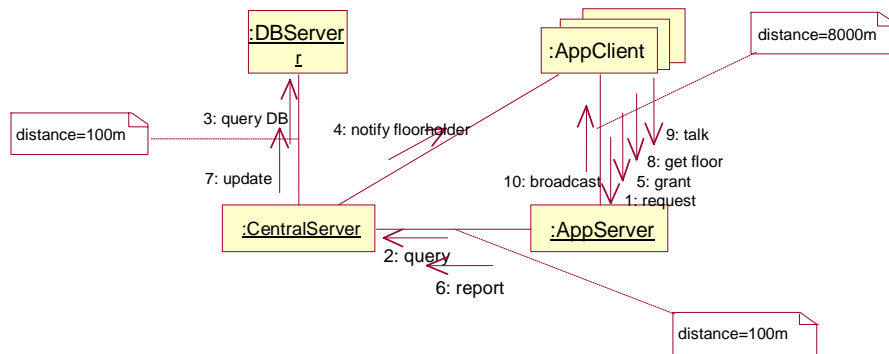 :DBServer
r
:AppClient
distance=8000m
distance=100m
3: query DB
4: notify floorholder
9: talk
8: get floor
7: update
10: broadcast
5: grant
1: request
:CentralServer
:AppServer
2: query
6: report
distance=100m